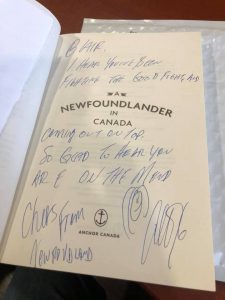 BLAIR.
I HEAR YOU'VE BEEN
FIGHTING THE GOOD FIGHT, AND
A
NEWFOUNDLANDER
IN
CANADA
COMING OUT ON TOP.
SO GOOD TO HEAR YOU
ARE ON THE MEND
CHEERS FROM
NEWFOUNDLAND
ANCHOR CANADA